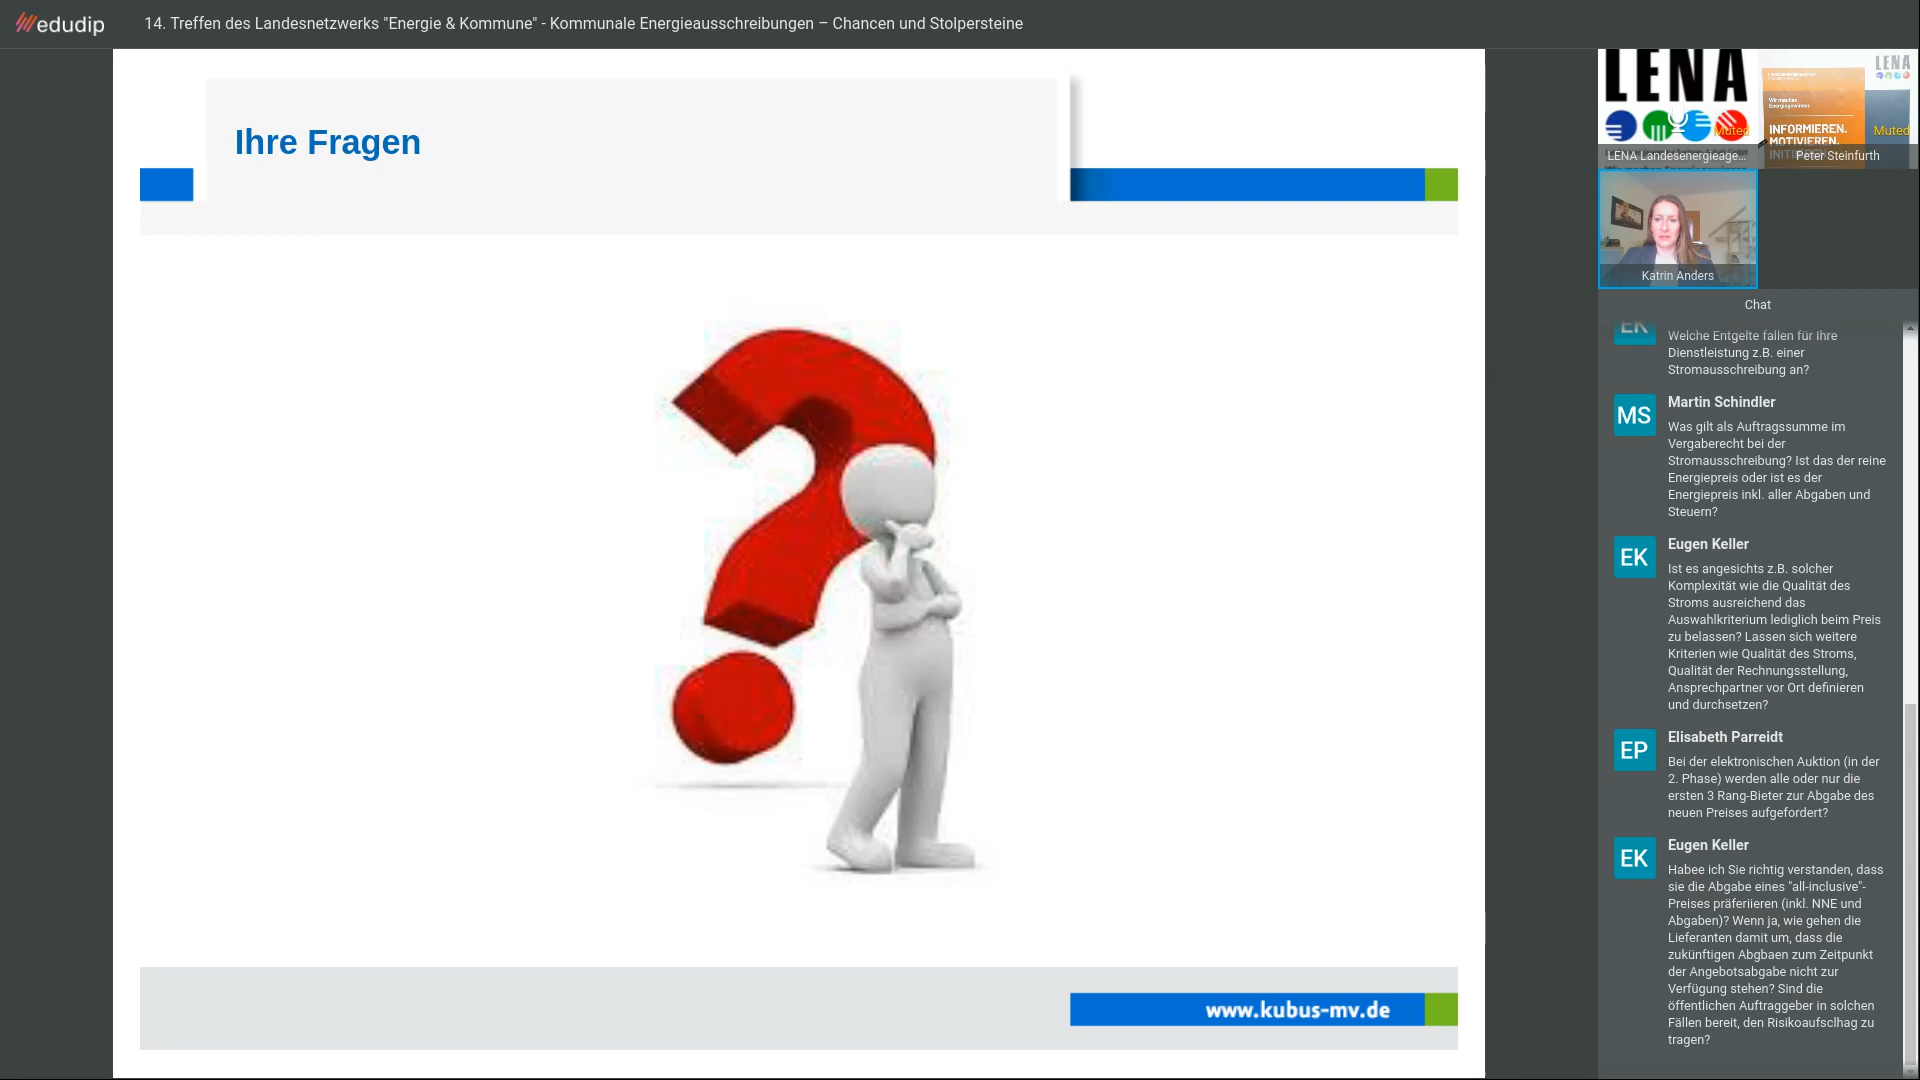 edudip
14. Treffen des Landesnetzwerks "Energie & Kommune" - Kommunale Energieausschreibungen – Chancen und Stolpersteine
Ihre Fragen
www.kubus-mv.de
LENA
Muted
LENA Landesenergieage...
LENA
Wir machen
Energiegewinner.
INFORMIEREN.
MOTIVIEREN.
Muted
Peter Steinfurth
Katrin Anders
Chat
EK
Welche Entgelte fallen für Ihre
Dienstleistung z.B. einer
Stromausschreibung an?
MS
Martin Schindler
Was gilt als Auftragssumme im
Vergaberecht bei der
Stromausschreibung? Ist das der reine
Energiepreis oder ist es der
Energiepreis inkl. aller Abgaben und
Steuern?
EK
Eugen Keller
Ist es angesichts z.B. solcher
Komplexität wie die Qualität des
Stroms ausreichend das
Auswahlkriterium lediglich beim Preis
zu belassen? Lassen sich weitere
Kriterien wie Qualität des Stroms,
Qualität der Rechnungsstellung,
Ansprechpartner vor Ort definieren
und durchsetzen?
EP
Elisabeth Parreidt
Bei der elektronischen Auktion (in der
2. Phase) werden alle oder nur die
ersten 3 Rang-Bieter zur Abgabe des
neuen Preises aufgefordert?
EK
Eugen Keller
Habee ich Sie richtig verstanden, dass
sie die Abgabe eines "all-inclusive"-
Preises präferiieren (inkl. NNE und
Abgaben)? Wenn ja, wie gehen die
Lieferanten damit um, dass die
zukünftigen Abgbaen zum Zeitpunkt
der Angebotsabgabe nicht zur
Verfügung stehen? Sind die
öffentlichen Auftraggeber in solchen
Fällen bereit, den Risikoaufsclhag zu
tragen?